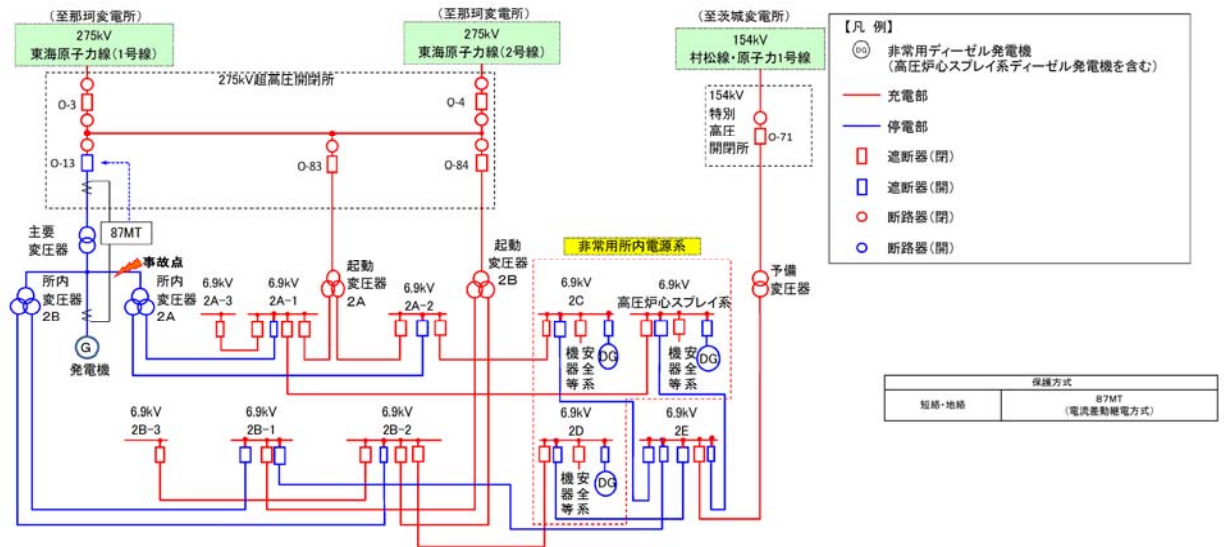 (至那珂変電所)
275kV
東海原子力線(1号線)
(至那珂変電所)
275kV
東海原子力線(2号線)
(至茨城変電所)
154kV
村松線・原子力1号線
【凡 例】
DG
非常用ディーゼル発電機
(高圧炉心スプレイ系ディーゼル発電機を含む)
充電部
停電部
遮断器(閉)
遮断器(開)
断路器(閉)
断路器(開)
275kV超高圧開閉所
O-3
O-4
O-13
O-83
O-84
154kV
特別
高圧
開閉所
O-71
主要
変圧器
87MT
事故点
所内
変圧器
2B
所内
変圧器
2A
G
発電機
起動
変圧器
2A
起動
変圧器
2B
予備
変圧器
非常用所内電源系
6.9kV
2A-3
6.9kV
2A-1
6.9kV
2A-2
6.9kV
2C
安全系
機器等
DG
6.9kV
高圧炉心スプレイ系
安全系
機器等
DG
6.9kV
2B-3
6.9kV
2B-1
6.9kV
2B-2
6.9kV
2D
安全系
機器等
DG
6.9kV
2E
保護方式
短絡・地絡
87MT
(電流差動継電方式)